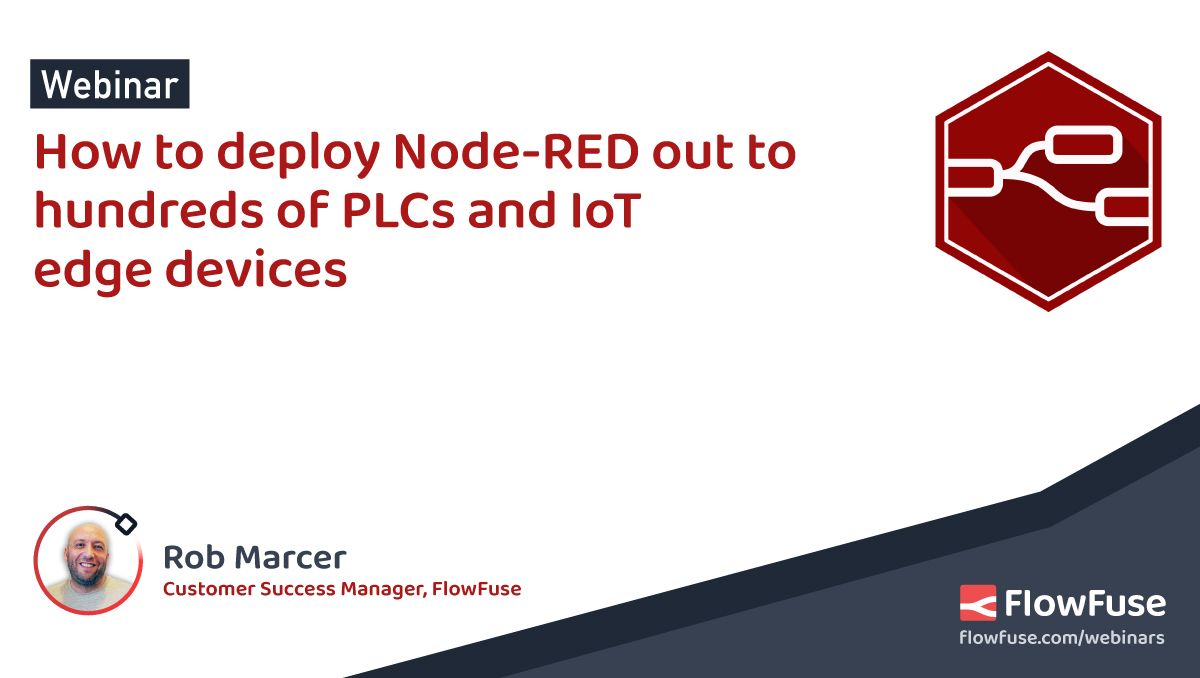 Webinar
How to deploy Node-RED out to
hundreds of PLCs and IoT
edge devices
Rob Marcer
Customer Success Manager, FlowFuse
FlowFuse
flowfuse.com/webinars